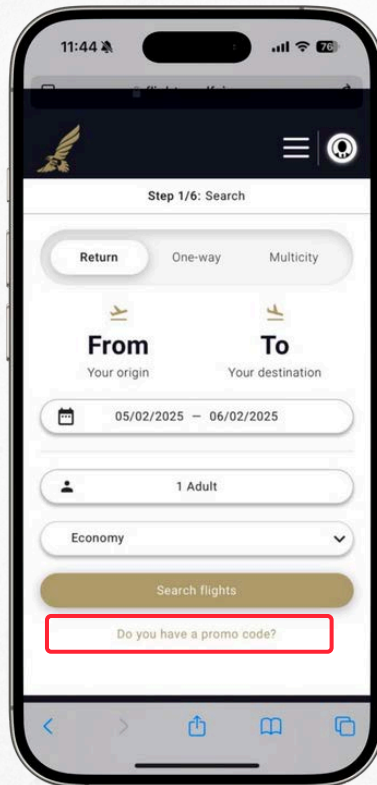 11:44
76
Step 1/6: Search
Return One-way Multicity
From To
Your origin Your destination
05/02/2025 – 06/02/2025
1 Adult
Economy
Search flights
Do you have a promo code?